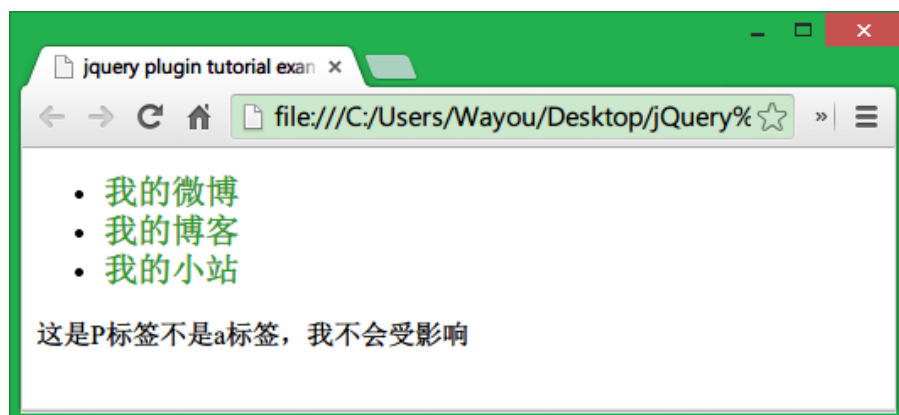 jquery plugin tutorial exan
file:///C:/Users/Wayou/Desktop/jQuery%
我的微博
我的博客
我的小站
这是P标签不是a标签，我不会受影响